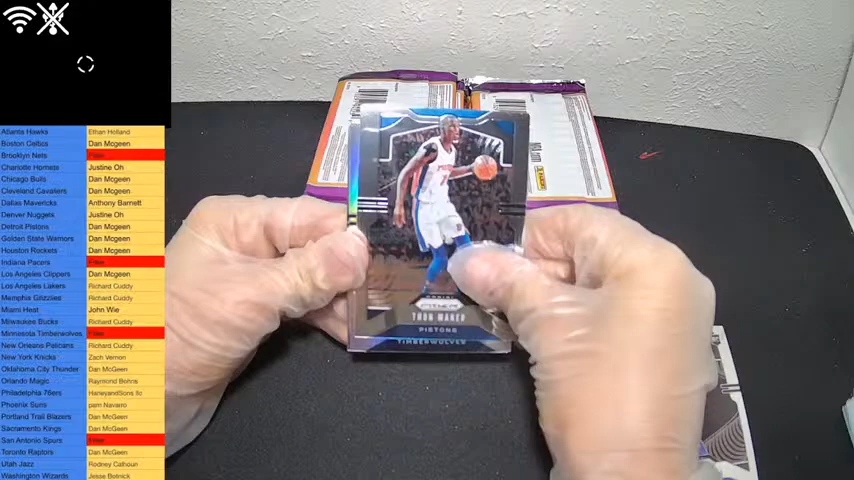 Atlanta Hawks Ethan Holland
Boston Celtics Dan Mcgeen
Brooklyn Nets Filler
Charlotte Hornets Justine Oh
Chicago Bulls Dan Mcgeen
Cleveland Cavaliers Dan Mcgeen
Dallas Mavericks Anthony Barnett
Denver Nuggets Justine Oh
Detroit Pistons Dan Mcgeen
Golden State Warriors Dan Mcgeen
Houston Rockets Dan Mcgeen
Indiana Pacers Filler
Los Angeles Clippers Dan Mcgeen
Los Angeles Lakers Richard Cuddy
Memphis Grizzlies Richard Cuddy
Miami Heat John Wie
Milwaukee Bucks Richard Cuddy
Minnesota Timberwolves Filler
New Orleans Pelicans Richard Cuddy
New York Knicks Zach Vernon
Oklahoma City Thunder Dan McGeen
Orlando Magic Raymond Behns
Philadelphia 76ers HarleyandSons llc
Phoenix Suns pam Navarro
Portland Trail Blazers Dan McGeen
Sacramento Kings Dan McGeen
San Antonio Spurs Filler
Toronto Raptors Dan McGeen
Utah Jazz Rodney Calhoun
Washington Wizards Jesse Botnick
PRIZM
THON MAKER
PISTONS
TIMBERWOLVES